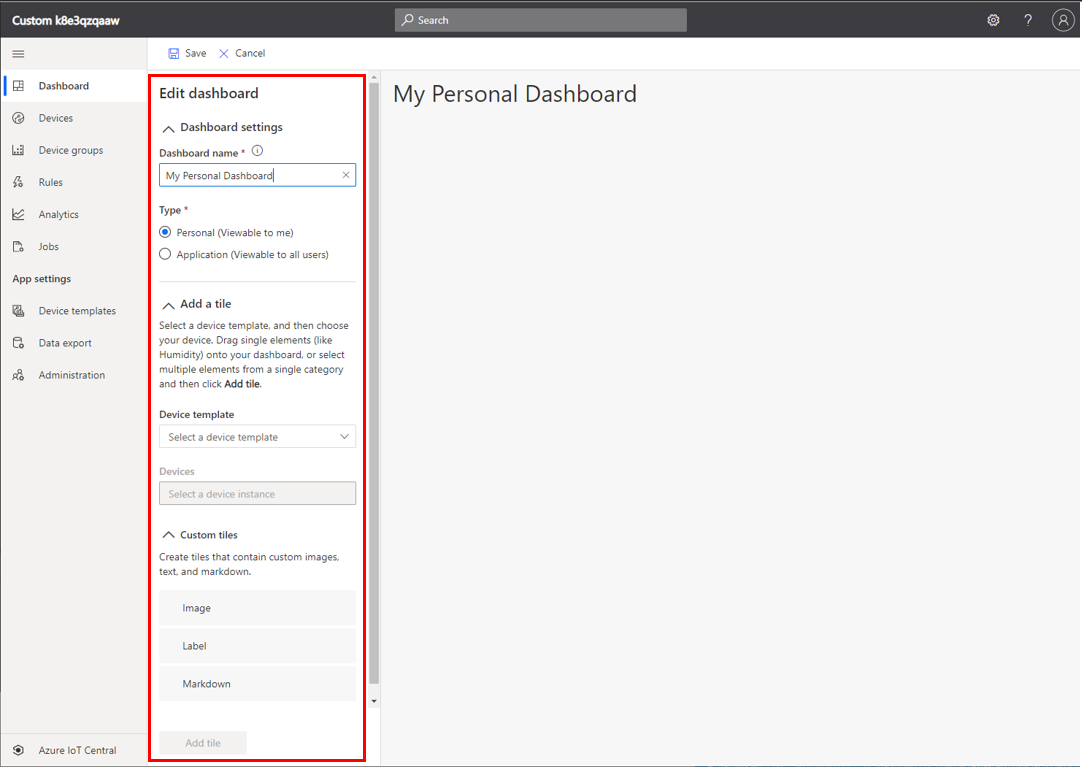 Custom k8e3qzqaaw
Search
?
Save
Cancel
Dashboard
Devices
Device groups
Rules
Analytics
Jobs
App settings
Device templates
Data export
Administration
Azure IoT Central
Edit dashboard
Dashboard settings
Dashboard name *
My Personal Dashboard
Type *
Personal (Viewable to me)
Application (Viewable to all users)
Add a tile
Select a device template, and then choose
your device. Drag single elements (like
Humidity) onto your dashboard, or select
multiple elements from a single category
and then click Add tile.
Device template
Select a device template
Devices
Select a device instance
Custom tiles
Create tiles that contain custom images,
text, and markdown.
Image
Label
Markdown
Add tile
My Personal Dashboard